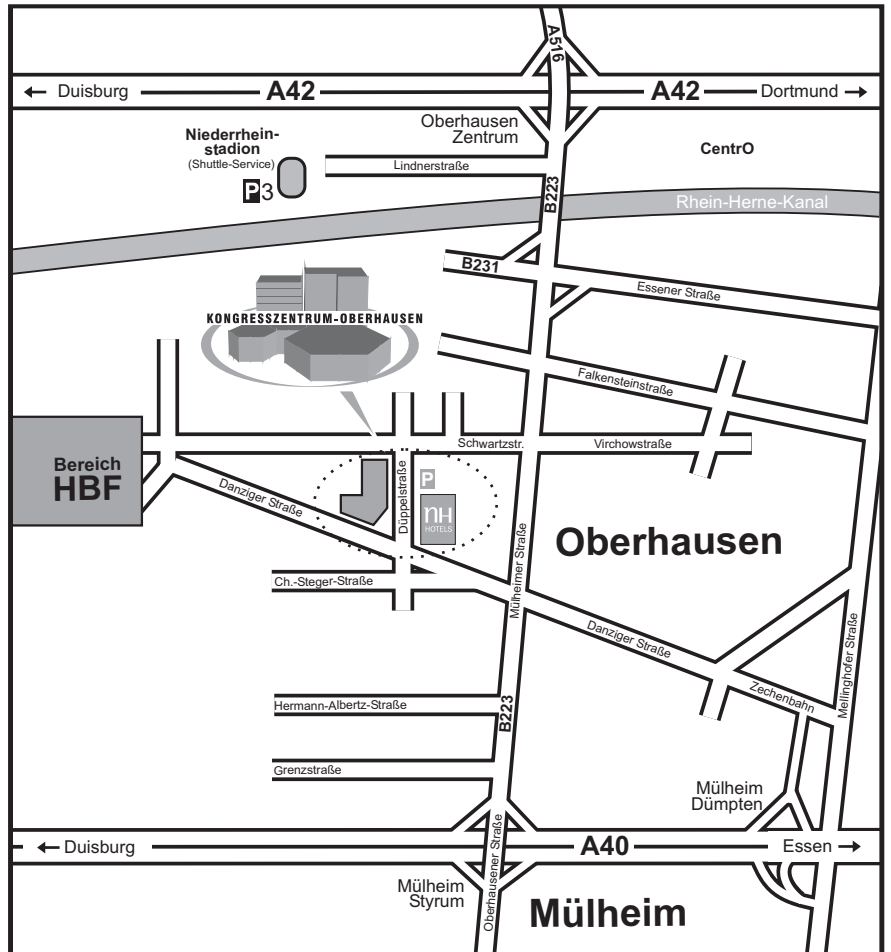 A516
Duisburg
A42
A42
Dortmund
Oberhausen
Zentrum
Niederrhein-
stadion
(Shuttle-Service)
P3
CentrO
Lindnerstraße
B223
Rhein-Herne-Kanal
B231
Essener Straße
KONGRESSZENTRUM-OBERHAUSEN
Falkensteinstraße
Schwartzstr.
Virchowstraße
Bereich
HBF
Danziger Straße
Düppelstraße
P
nH
HOTELS
Oberhausen
Mülheimer Straße
Ch.-Steger-Straße
Danziger Straße
Mellinghofer Straße
Zechenbahn
Hermann-Albertz-Straße
B223
Grenzstraße
Mülheim
Dümpten
Duisburg
Oberhausener Straße
A40
Essen
Mülheim
Styrum
Mülheim